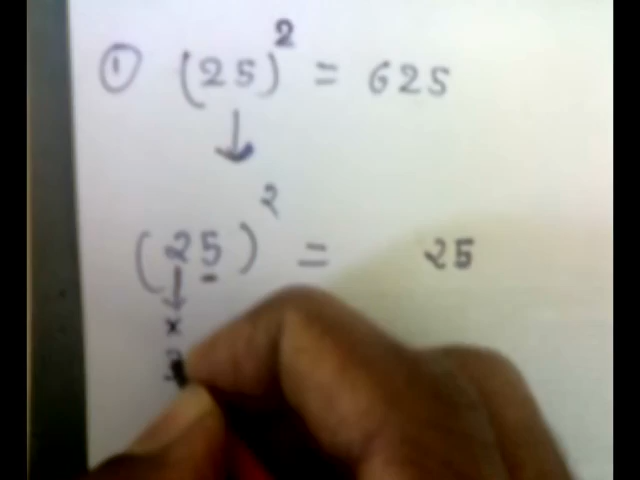 ① (25)² = 625
↓
(25)² = 25
↓
×